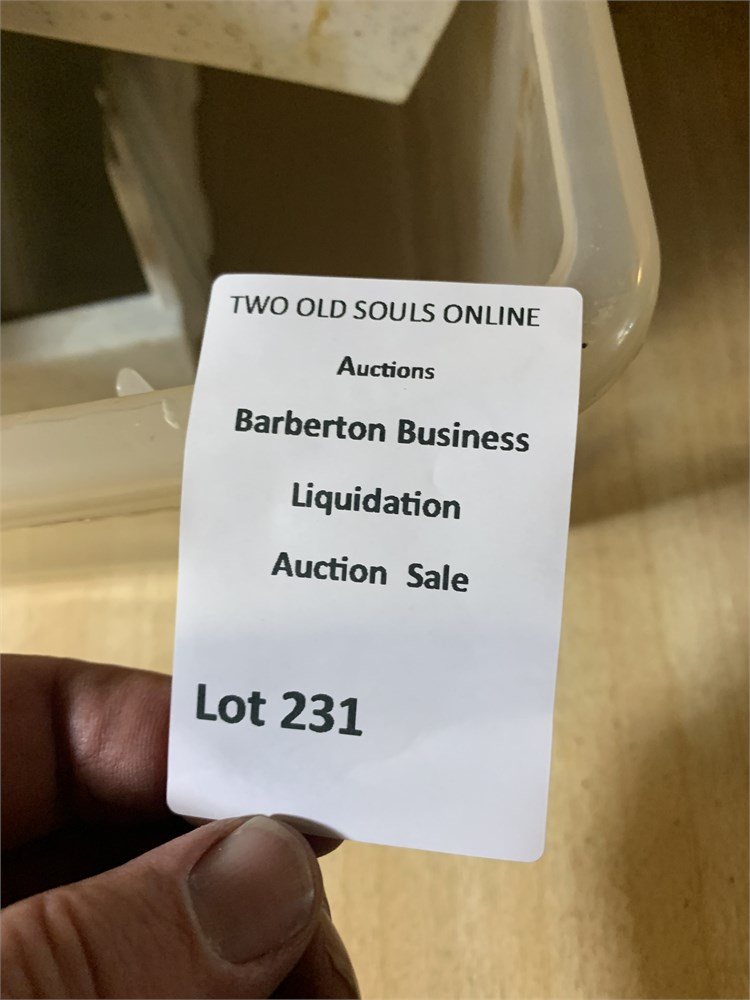 TWO OLD SOULS ONLINE
Auctions
Barberton Business
Liquidation
Auction Sale
Lot 231